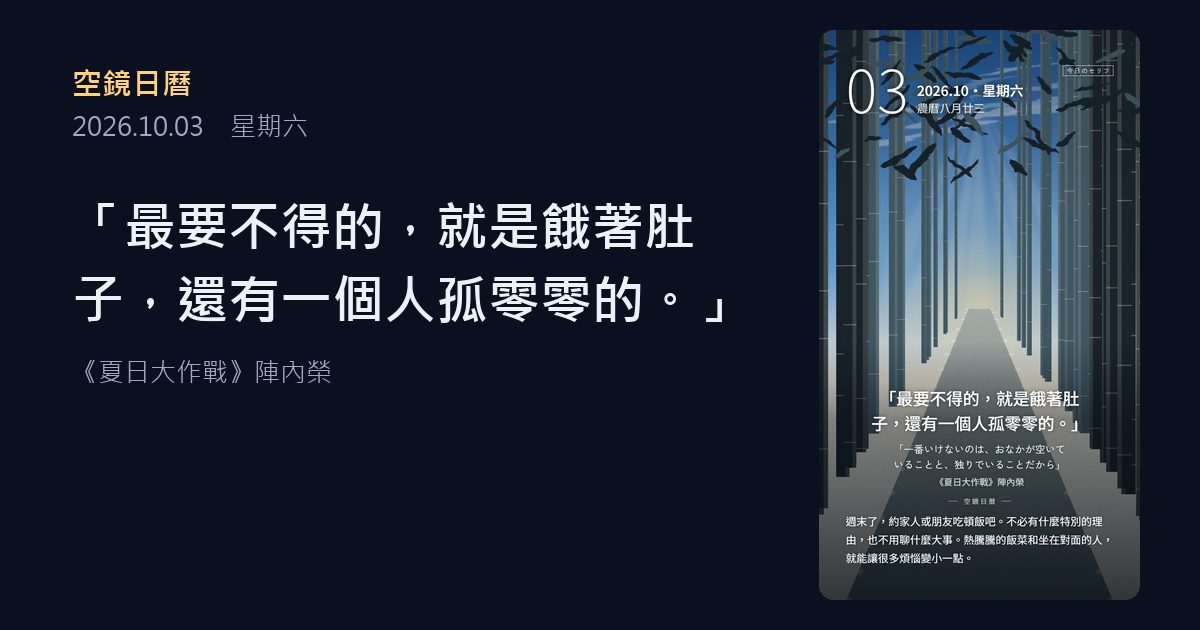 空鏡日曆
2026.10.03 星期六
「最要不得的，就是餓著肚
子，還有一個人孤零零的。」
《夏日大作戰》陣內榮
今日のセリフ
03
2026.10・星期六
農曆八月廿三
「最要不得的，就是餓著肚
子，還有一個人孤零零的。」
「一番いけないのは、おなかが空いて
いることと、独りでいることだから」
《夏日大作戰》陣內榮
— 空鏡日曆 —
週末了，約家人或朋友吃頓飯吧。不必有什麼特別的理
由，也不用聊什麼大事。熱騰騰的飯菜和坐在對面的人，
就能讓很多煩惱變小一點。